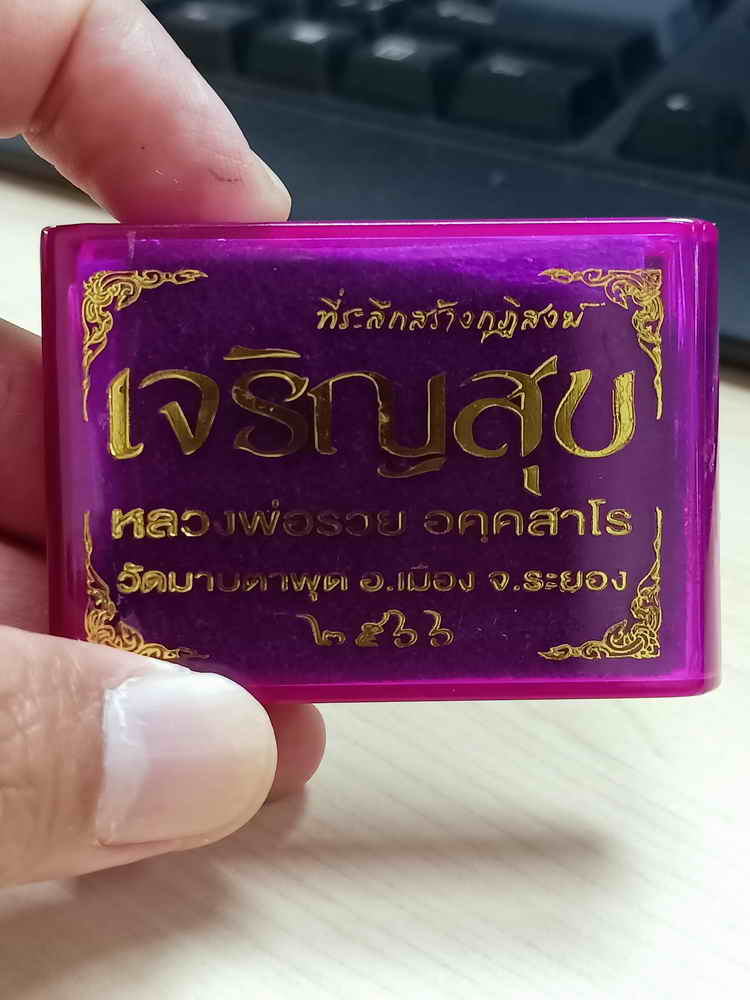 ที่ระลึกสร้างกุฏิสงฆ์
เจริญสุข
หลวงพ่อรวย อคฺคสาโร
วัดมาบตาพุด อ.เมือง จ.ระยอง
๒๕๖๖